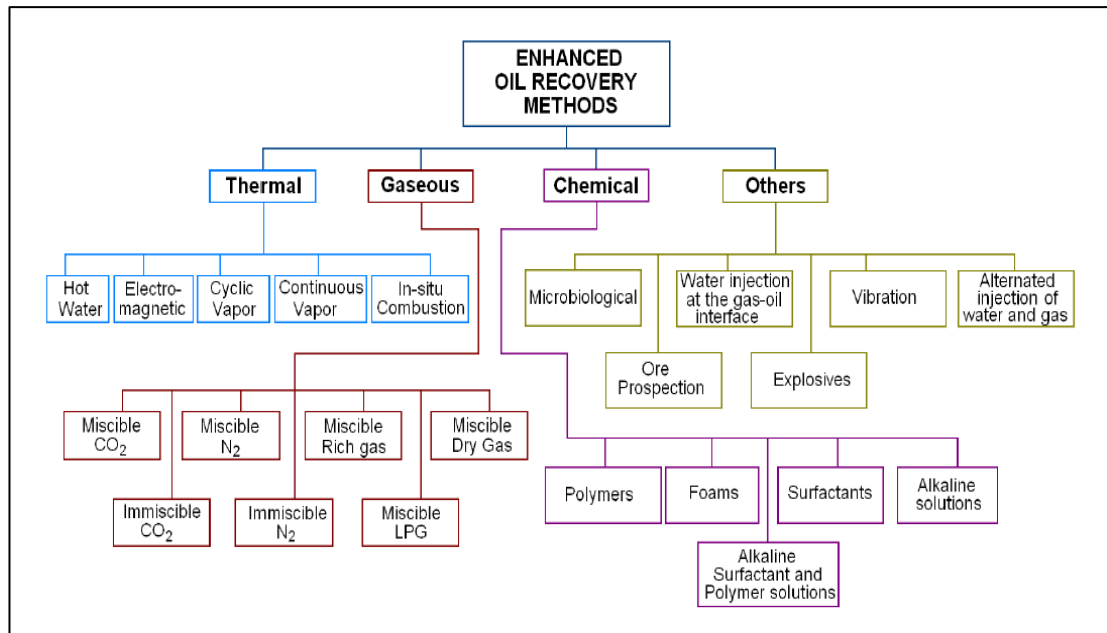 ENHANCED
OIL RECOVERY
METHODS
Thermal
Gaseous
Chemical
Others
Hot
Water
Electro-
magnetic
Cyclic
Vapor
Continuous
Vapor
In-situ
Combustion
Microbiological
Water injection
at the gas-oil
interface
Vibration
Alternated
injection of
water and gas
Ore
Prospection
Explosives
Miscible
CO₂
Miscible
N₂
Miscible
Rich gas
Miscible
Dry Gas
Immiscible
CO₂
Immiscible
N₂
Miscible
LPG
Polymers
Foams
Surfactants
Alkaline
solutions
Alkaline
Surfactant and
Polymer solutions